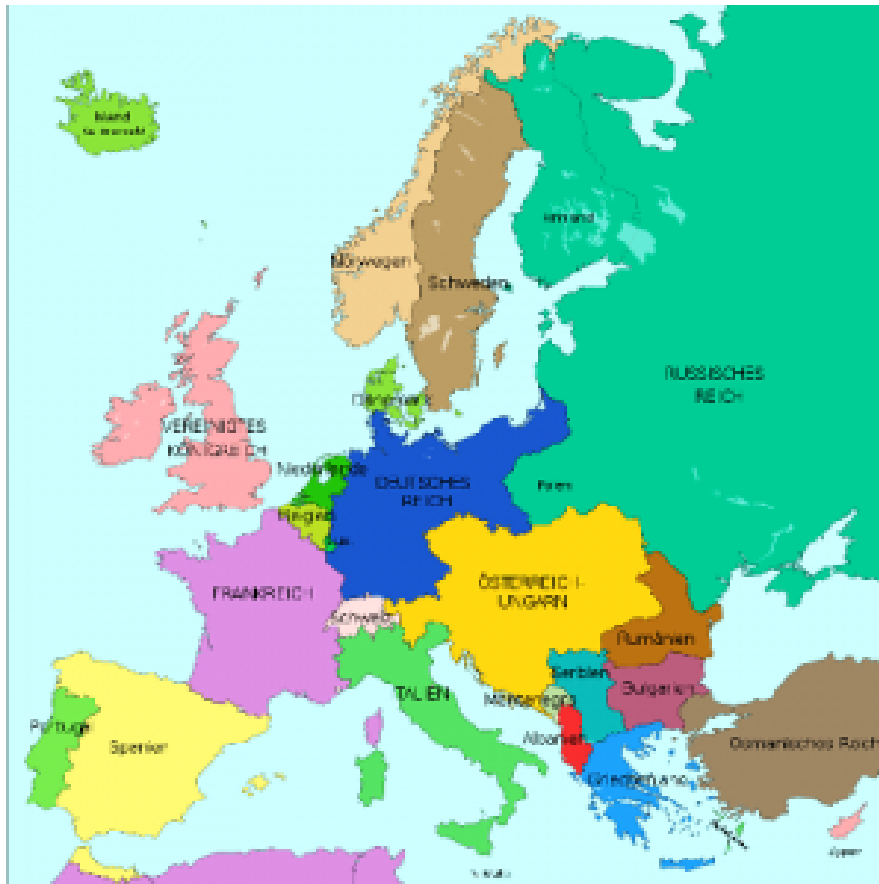 Island
Norwegen
Schweden
Finnland
RUSSISCHES
REICH
Dänemark
VEREINIGTES
KÖNIGREICH
Niederlande
DEUTSCHES
REICH
Polen
Belgien
Lux.
FRANKREICH
ÖSTERREICH-
UNGARN
Schweiz
Rumänien
Serbien
Bulgarien
ITALIEN
Montenegro
Portugal
Spanien
Albanien
Osmanisches Reich
Griechenland
Zypern